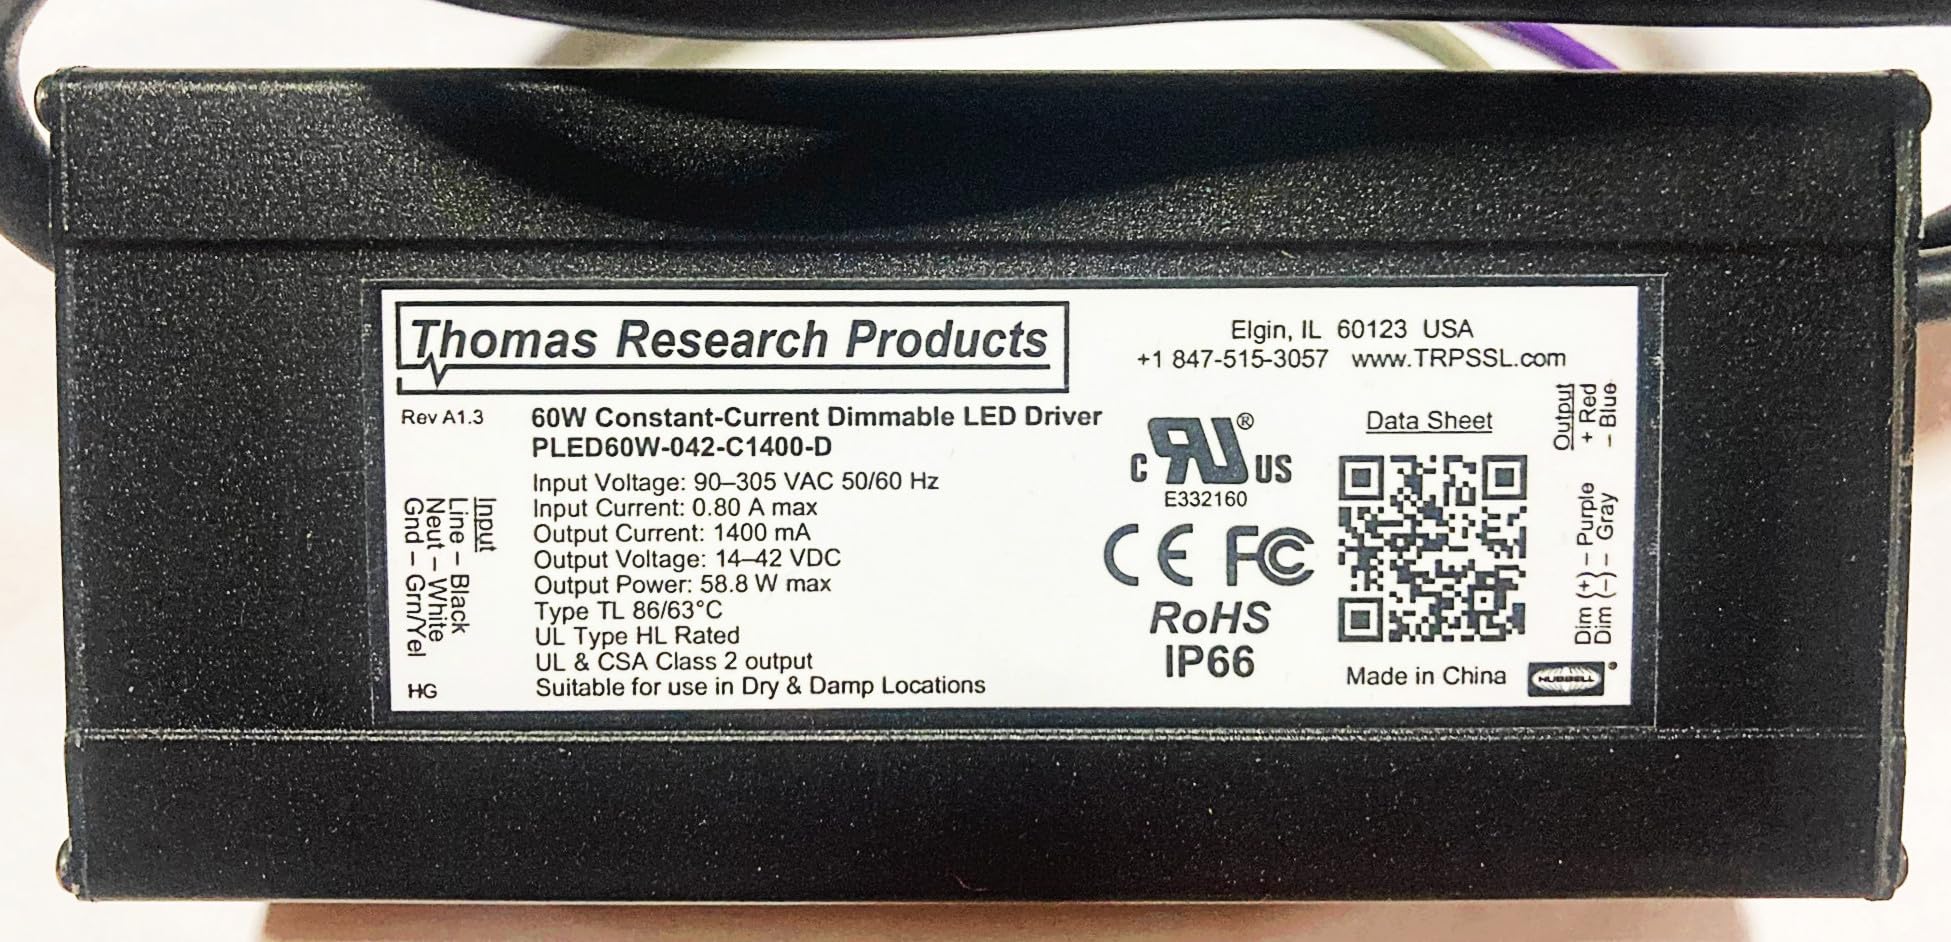 Thomas Research Products
Elgin, IL 60123 USA
+1 847-515-3057 www.TRPSSL.com
Rev A1.3
60W Constant-Current Dimmable LED Driver
PLED60W-042-C1400-D
Input Voltage: 90–305 VAC 50/60 Hz
Input Current: 0.80 A max
Output Current: 1400 mA
Output Voltage: 14–42 VDC
Output Power: 58.8 W max
Type TL 86/63°C
UL Type HL Rated
UL & CSA Class 2 output
Suitable for use in Dry & Damp Locations
Input
Line – Black
Neut – White
Gnd – Grn/Yel
HG
C RU US ®
E332160
CE FC
RoHS
IP66
Data Sheet
Made in China
HUBBELL
Output
+ Red
– Blue
Dim (+) – Purple
Dim (–) – Gray